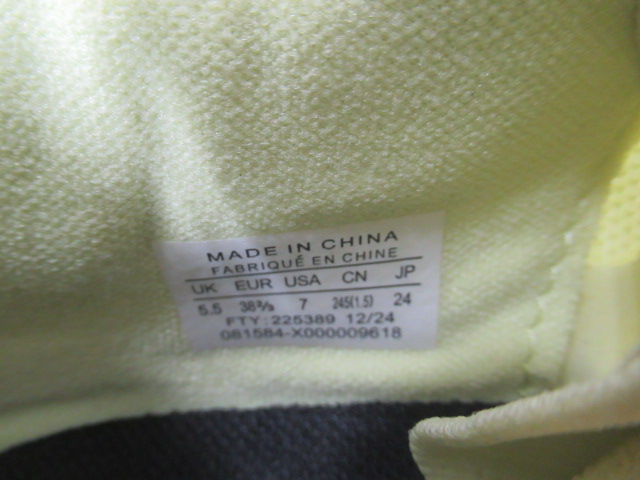 MADE IN CHINA
FABRIQUÉ EN CHINE
UK EUR USA CN JP
5.5 38⅔ 7 245(1.5) 24
FTY: 225389 12/24
081584-X000009618